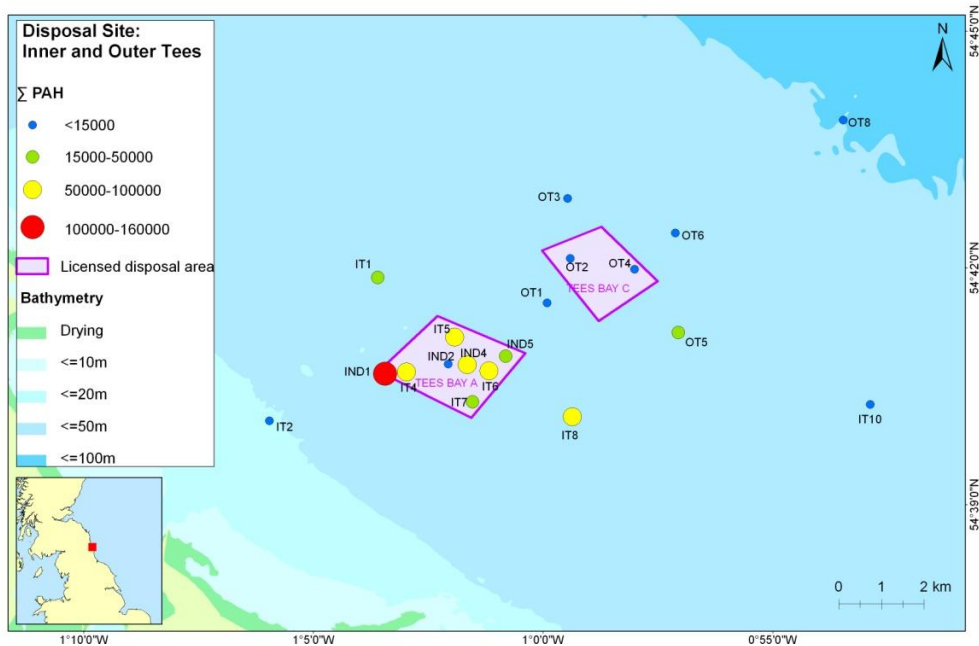 Disposal Site:
Inner and Outer Tees
∑ PAH
<15000
15000-50000
50000-100000
100000-160000
Licensed disposal area
Bathymetry
Drying
<=10m
<=20m
<=50m
<=100m
N
54°45'0"N
54°42'0"N
54°39'0"N
OT8
OT3
OT6
OT2
OT4
TEES BAY C
IT1
OT1
OT5
IT5
IND5
IND2
IND4
IND1
IT4
TEES BAY A
IT6
IT7
IT2
IT8
IT10
0 1 2 km
1°10'0"W
1°5'0"W
1°0'0"W
0°55'0"W